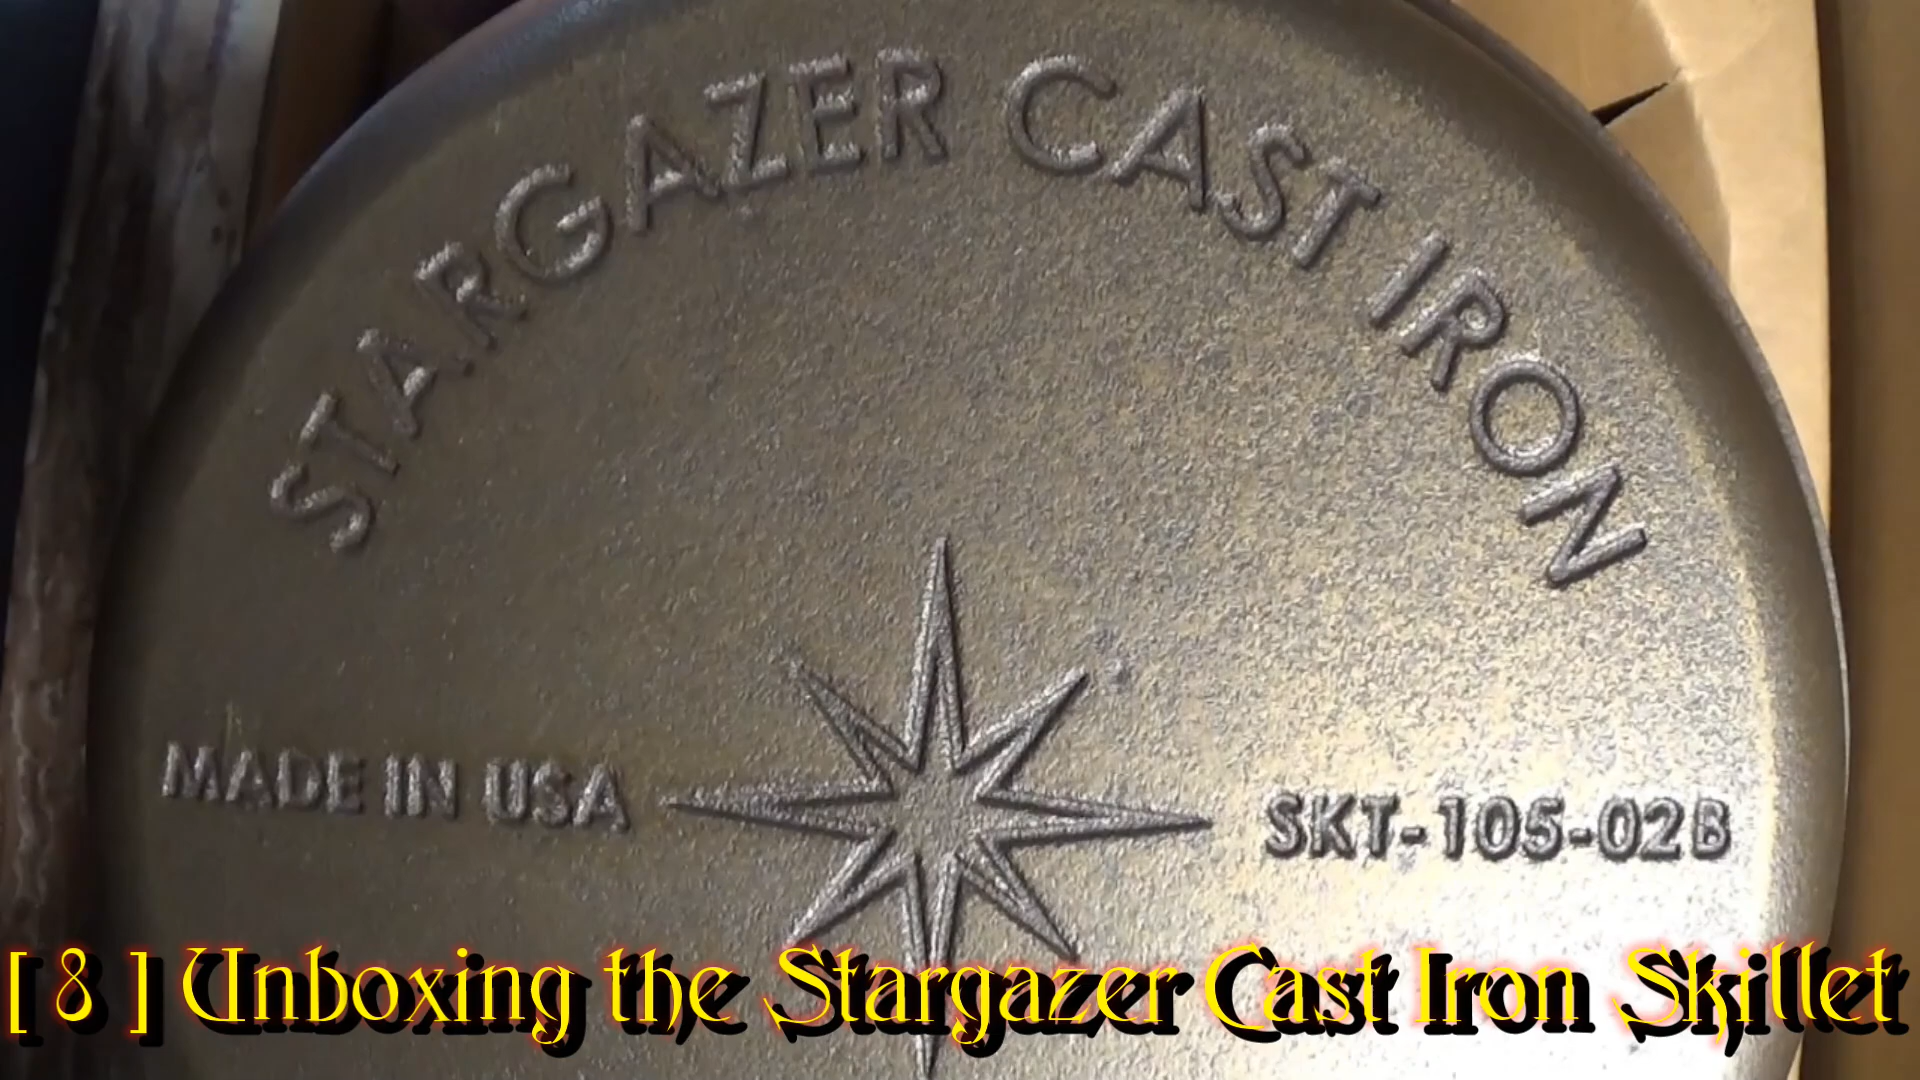 STARGAZER CAST IRON
MADE IN USA
SKT-105-02B
[ 8 ] Unboxing the Stargazer Cast Iron Skillet